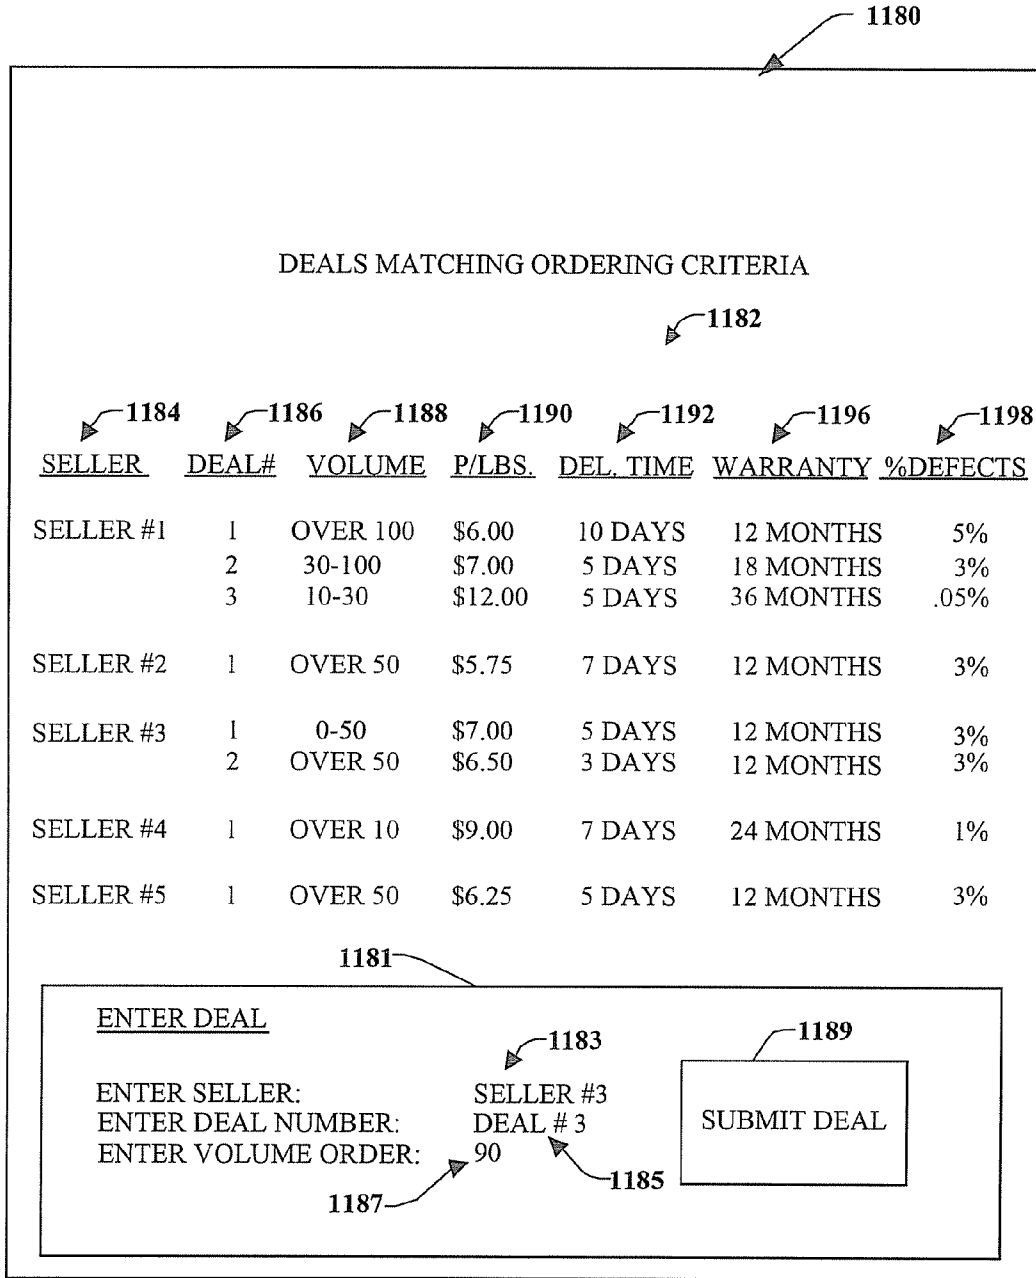 1180
DEALS MATCHING ORDERING CRITERIA
1182
1184 1186 1188 1190 1192 1196 1198
SELLER DEAL# VOLUME P/LBS. DEL. TIME WARRANTY %DEFECTS
SELLER #1 1 OVER 100 $6.00 10 DAYS 12 MONTHS 5%
2 30-100 $7.00 5 DAYS 18 MONTHS 3%
3 10-30 $12.00 5 DAYS 36 MONTHS .05%
SELLER #2 1 OVER 50 $5.75 7 DAYS 12 MONTHS 3%
SELLER #3 1 0-50 $7.00 5 DAYS 12 MONTHS 3%
2 OVER 50 $6.50 3 DAYS 12 MONTHS 3%
SELLER #4 1 OVER 10 $9.00 7 DAYS 24 MONTHS 1%
SELLER #5 1 OVER 50 $6.25 5 DAYS 12 MONTHS 3%
1181
ENTER DEAL
1183
1189
ENTER SELLER: SELLER #3
ENTER DEAL NUMBER: DEAL # 3
SUBMIT DEAL
ENTER VOLUME ORDER: 90
1187
1185